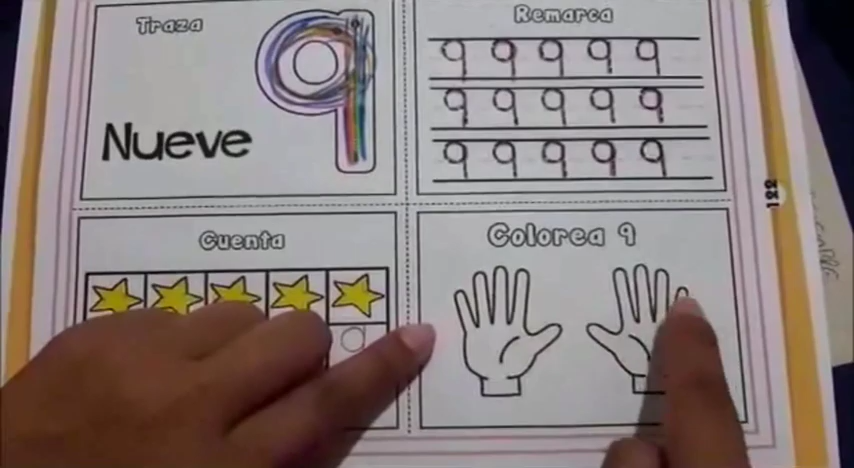 Traza
9
Nueve
Remarca
9 9 9 9 9
9 9 9 9 9
9 9 9 9 9
Cuenta
Colorea 9
122